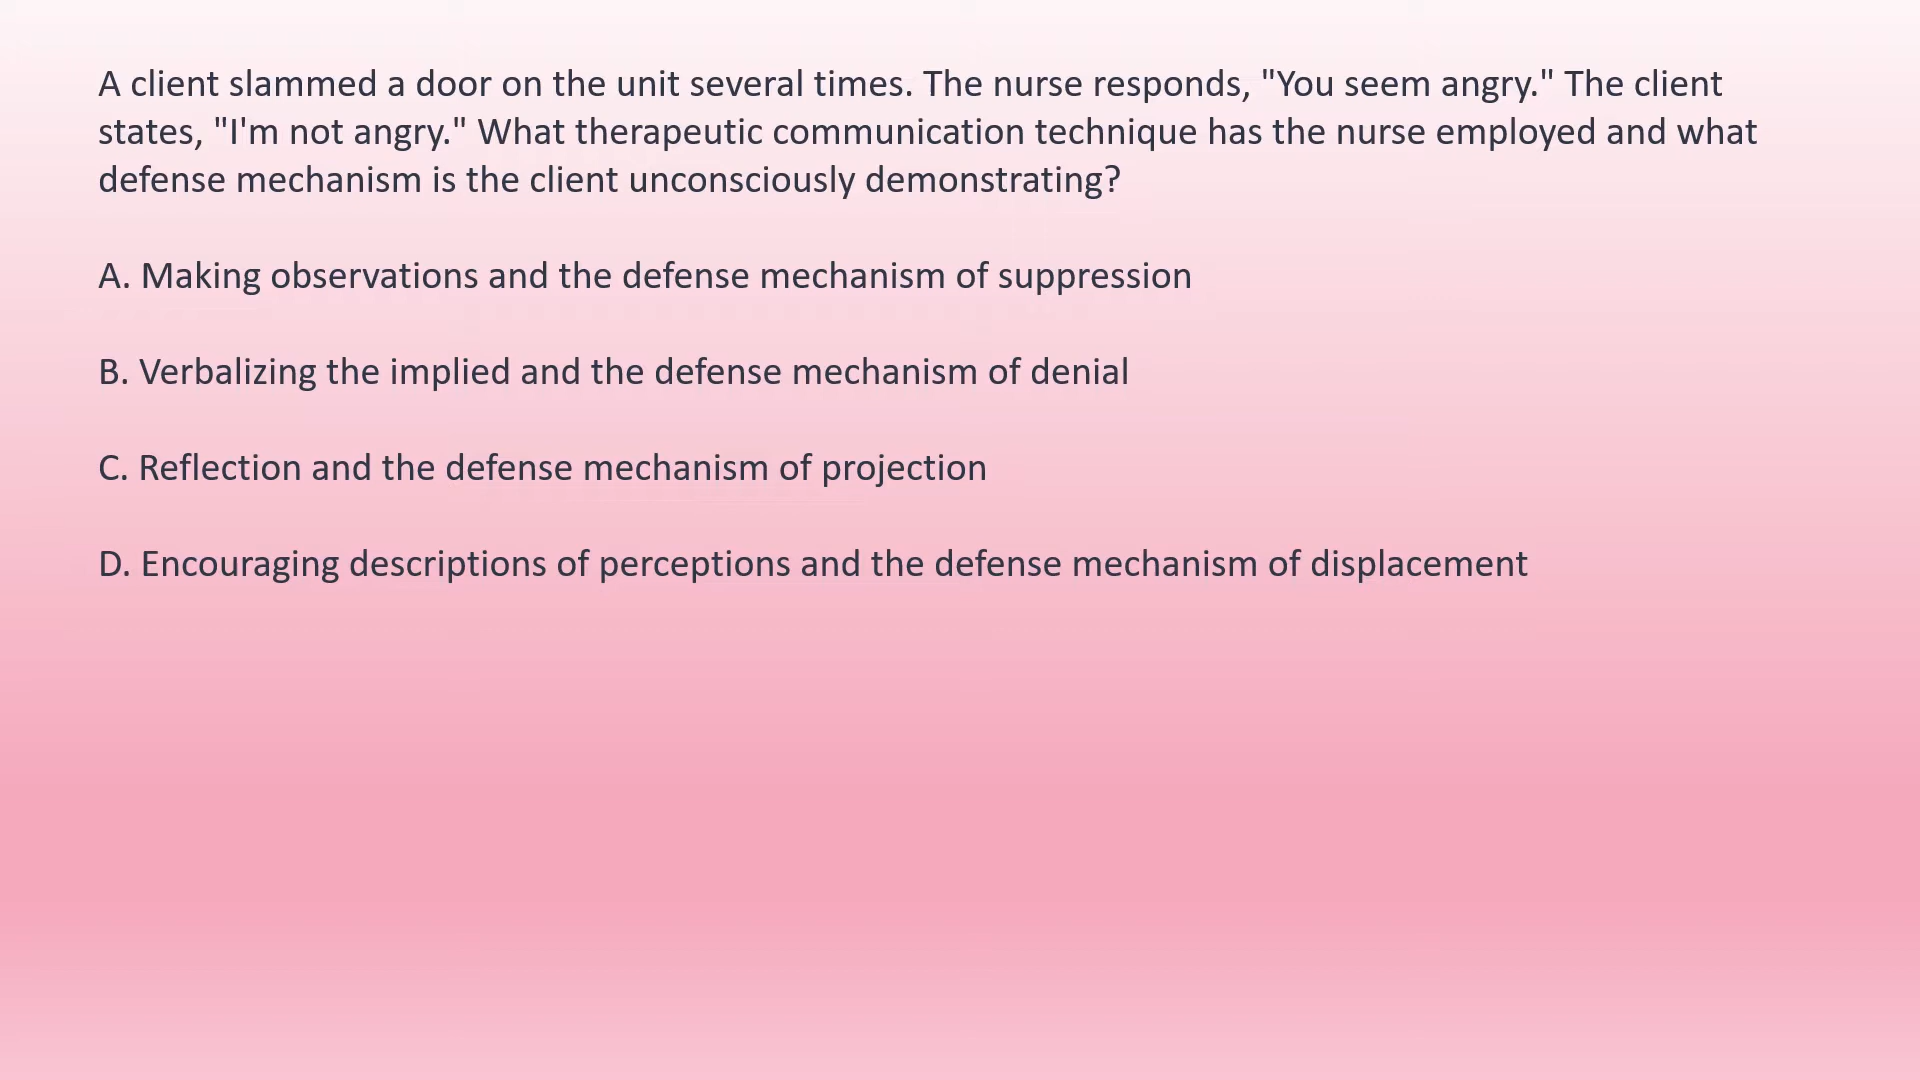 A client slammed a door on the unit several times. The nurse responds, "You seem angry." The client
states, "I'm not angry." What therapeutic communication technique has the nurse employed and what
defense mechanism is the client unconsciously demonstrating?
A. Making observations and the defense mechanism of suppression
B. Verbalizing the implied and the defense mechanism of denial
C. Reflection and the defense mechanism of projection
D. Encouraging descriptions of perceptions and the defense mechanism of displacement